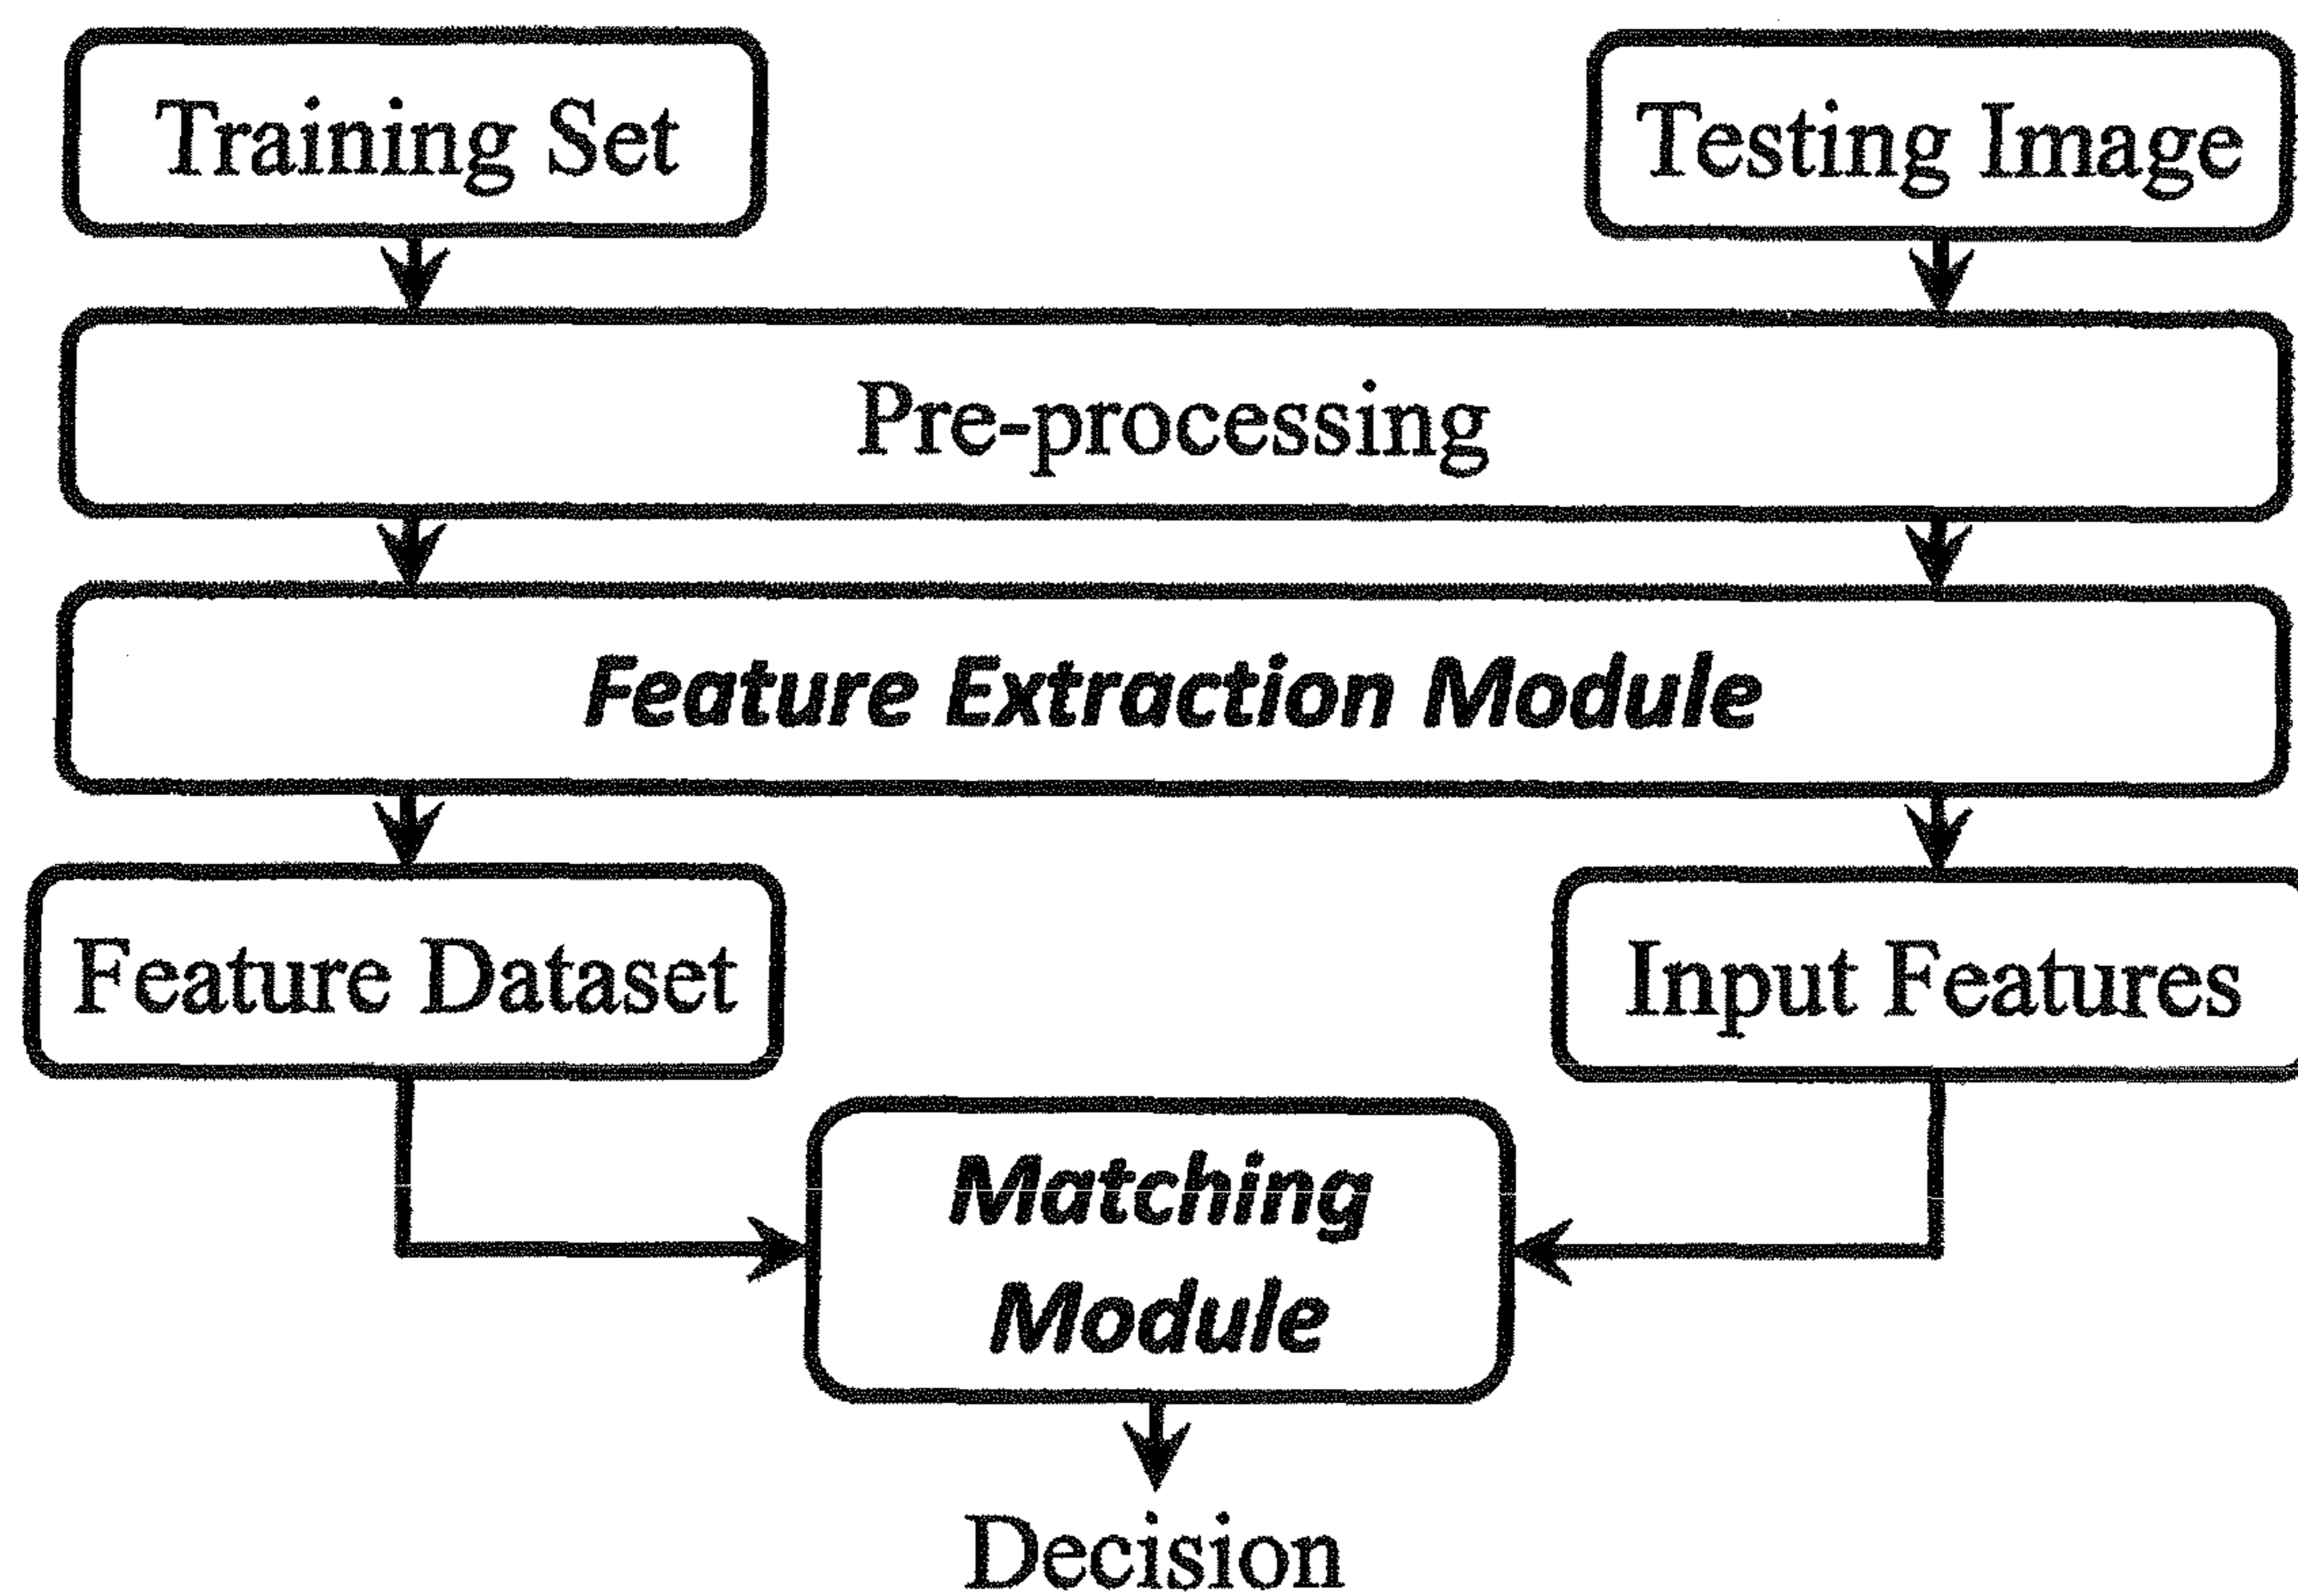 Training Set
Testing Image
Pre-processing
Feature Extraction Module
Feature Dataset
Input Features
Matching
Module
Decision